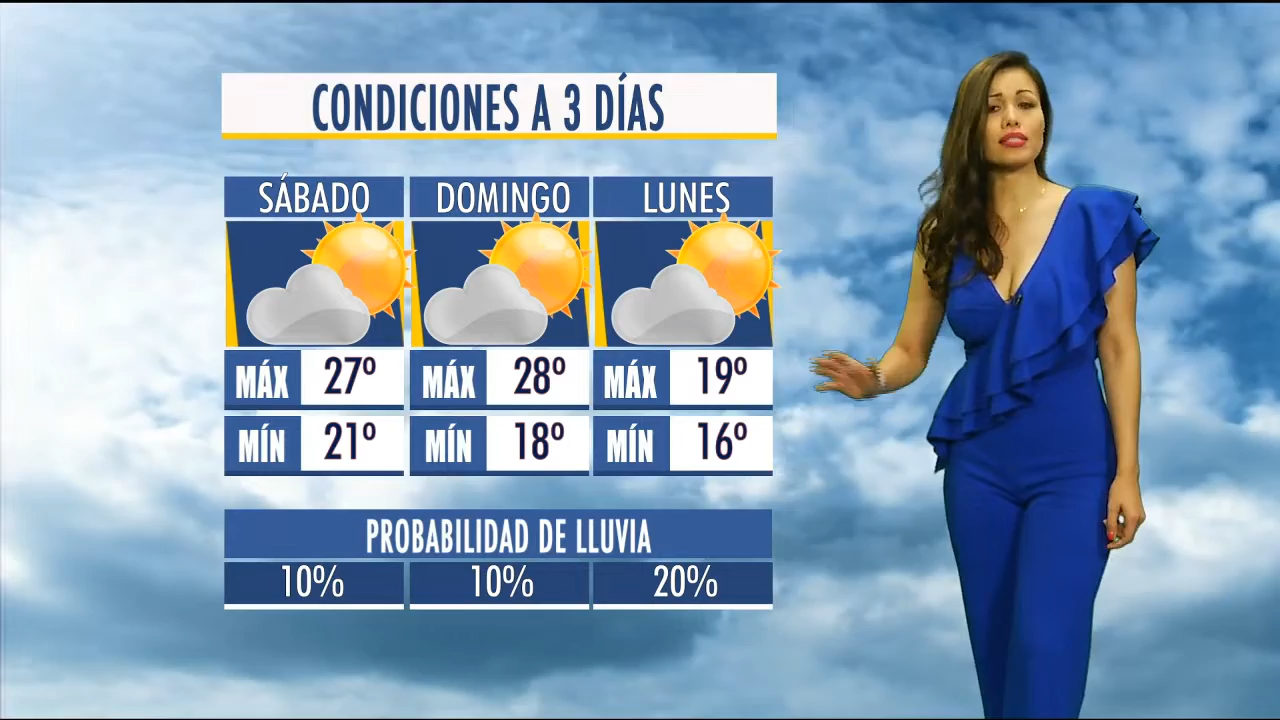 CONDICIONES A 3 DÍAS
SÁBADO DOMINGO LUNES
MÁX 27º MÁX 28º MÁX 19º
MÍN 21º MÍN 18º MÍN 16º
PROBABILIDAD DE LLUVIA
10% 10% 20%